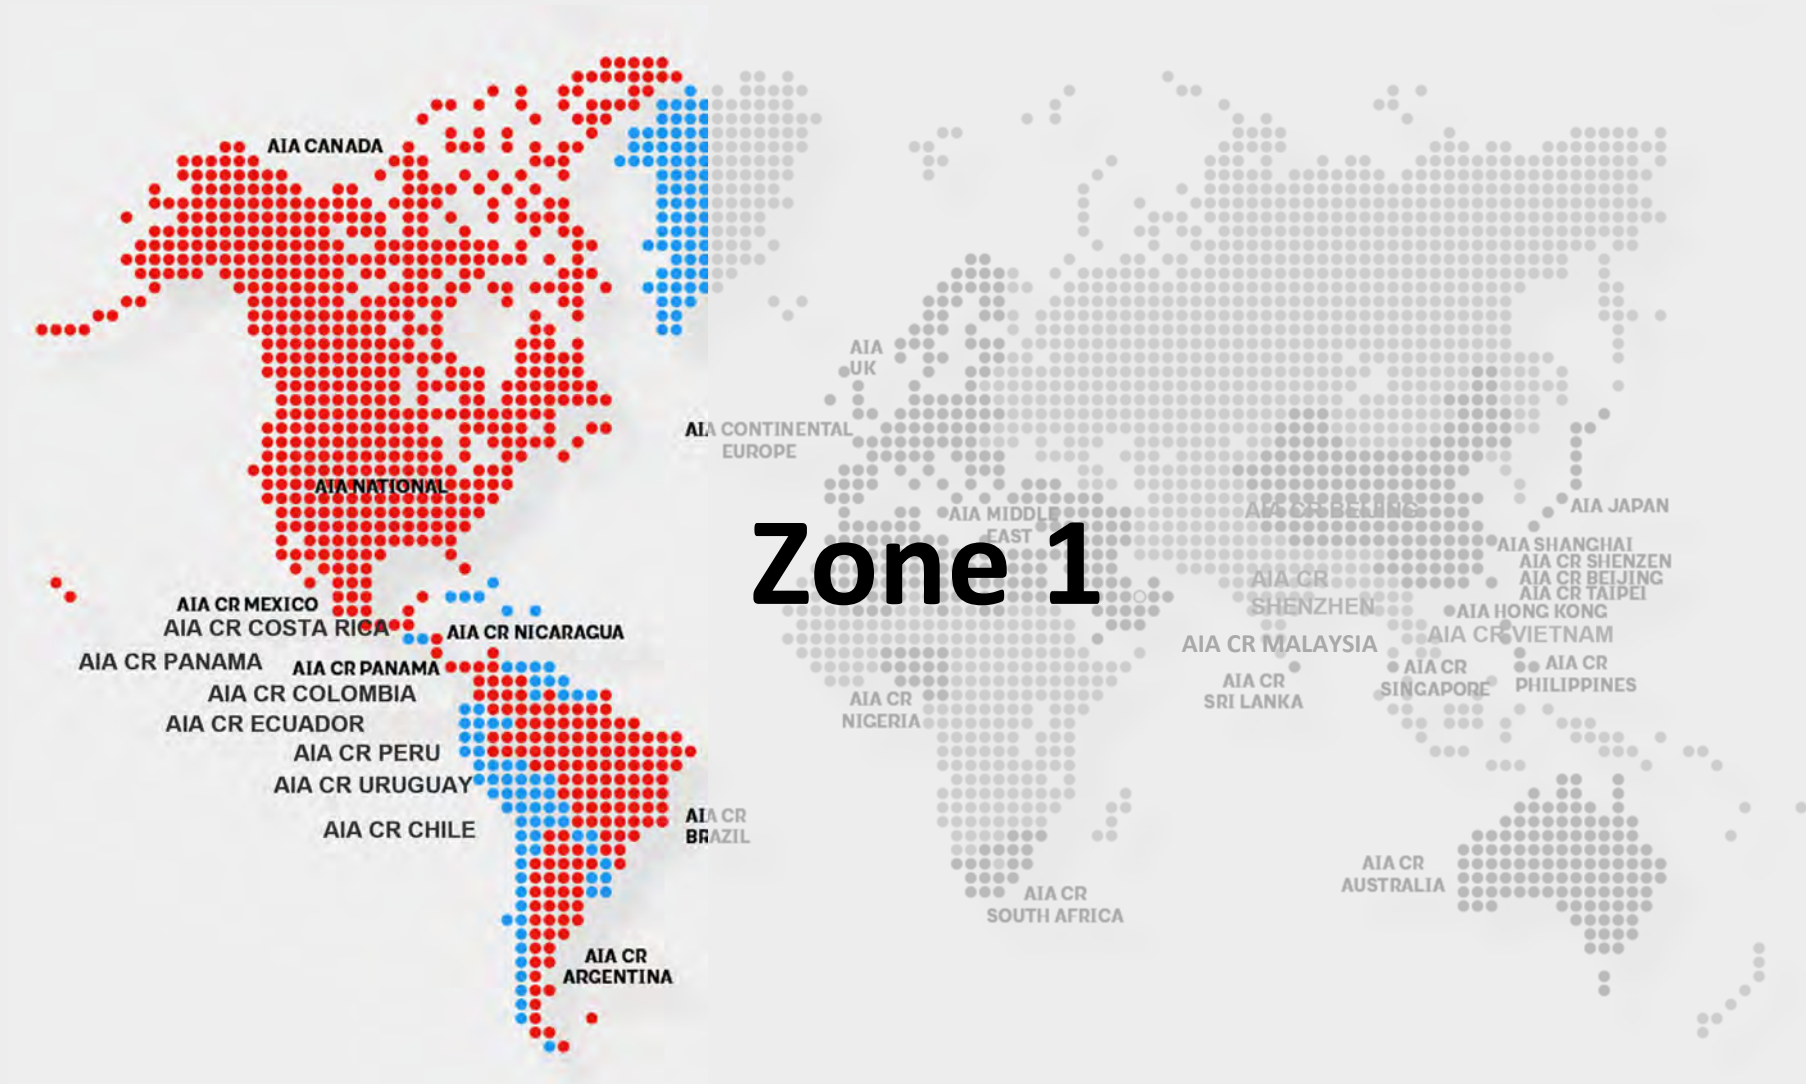 AIA CANADA
AIA
UK
AIA CONTINENTAL
EUROPE
AIA NATIONAL
AIA MIDDLE
EAST
AIA CR BEIJING
AIA JAPAN
Zone 1
AIA SHANGHAI
AIA CR SHENZEN
AIA CR BEIJING
AIA CR TAIPEI
AIA CR
SHENZHEN
AIA HONG KONG
AIA CR MEXICO
AIA CR COSTA RICA
AIA CR NICARAGUA
AIA CR VIETNAM
AIA CR MALAYSIA
AIA CR PANAMA
AIA CR PANAMA
AIA CR
SINGAPORE
AIA CR
PHILIPPINES
AIA CR
SRI LANKA
AIA CR COLOMBIA
AIA CR
NIGERIA
AIA CR ECUADOR
AIA CR PERU
AIA CR URUGUAY
AIA CR
BRAZIL
AIA CR CHILE
AIA CR
AUSTRALIA
AIA CR
SOUTH AFRICA
AIA CR
ARGENTINA